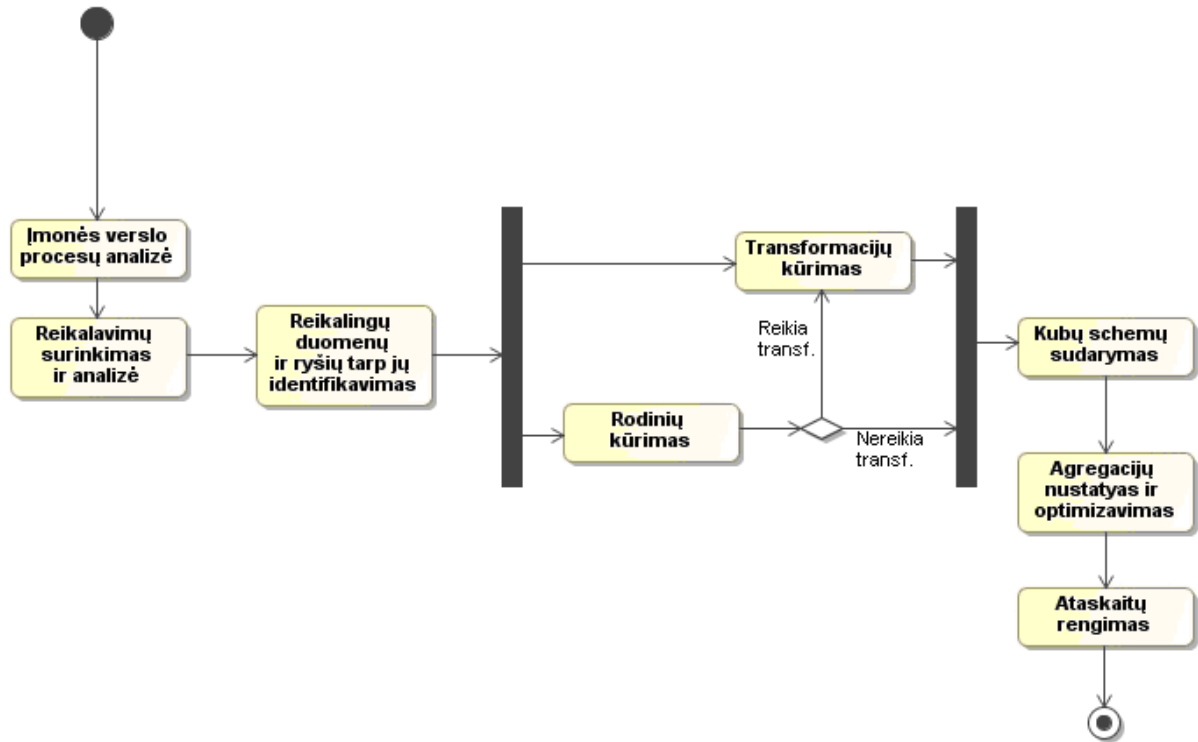 Įmonės verslo
procesų analizė
Reikalavimų
surinkimas
ir analizė
Reikalingų
duomenų
ir ryšių tarp jų
identifikavimas
Transformacijų
kūrimas
Reikia
transf.
Rodinių
kūrimas
Nereikia
transf.
Kubų schemų
sudarymas
Agregacijų
nustatyas ir
optimizavimas
Ataskaitų
rengimas